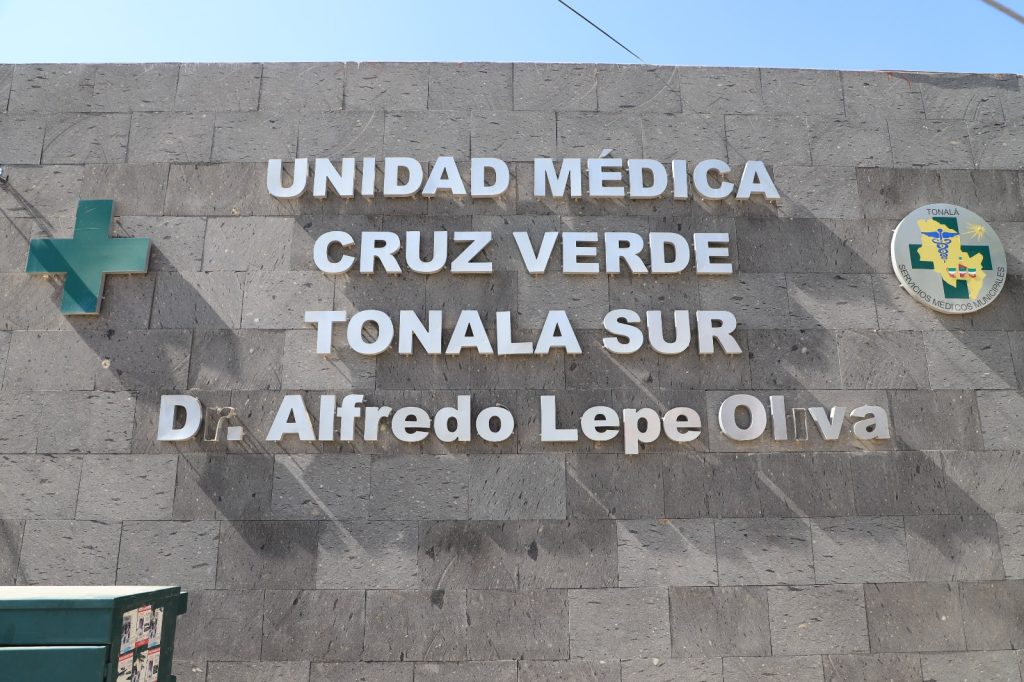 UNIDAD MÉDICA
CRUZ VERDE
TONALA SUR
Dr. Alfredo Lepe Oliva
TONALÁ
SERVICIOS MÉDICOS MUNICIPALES